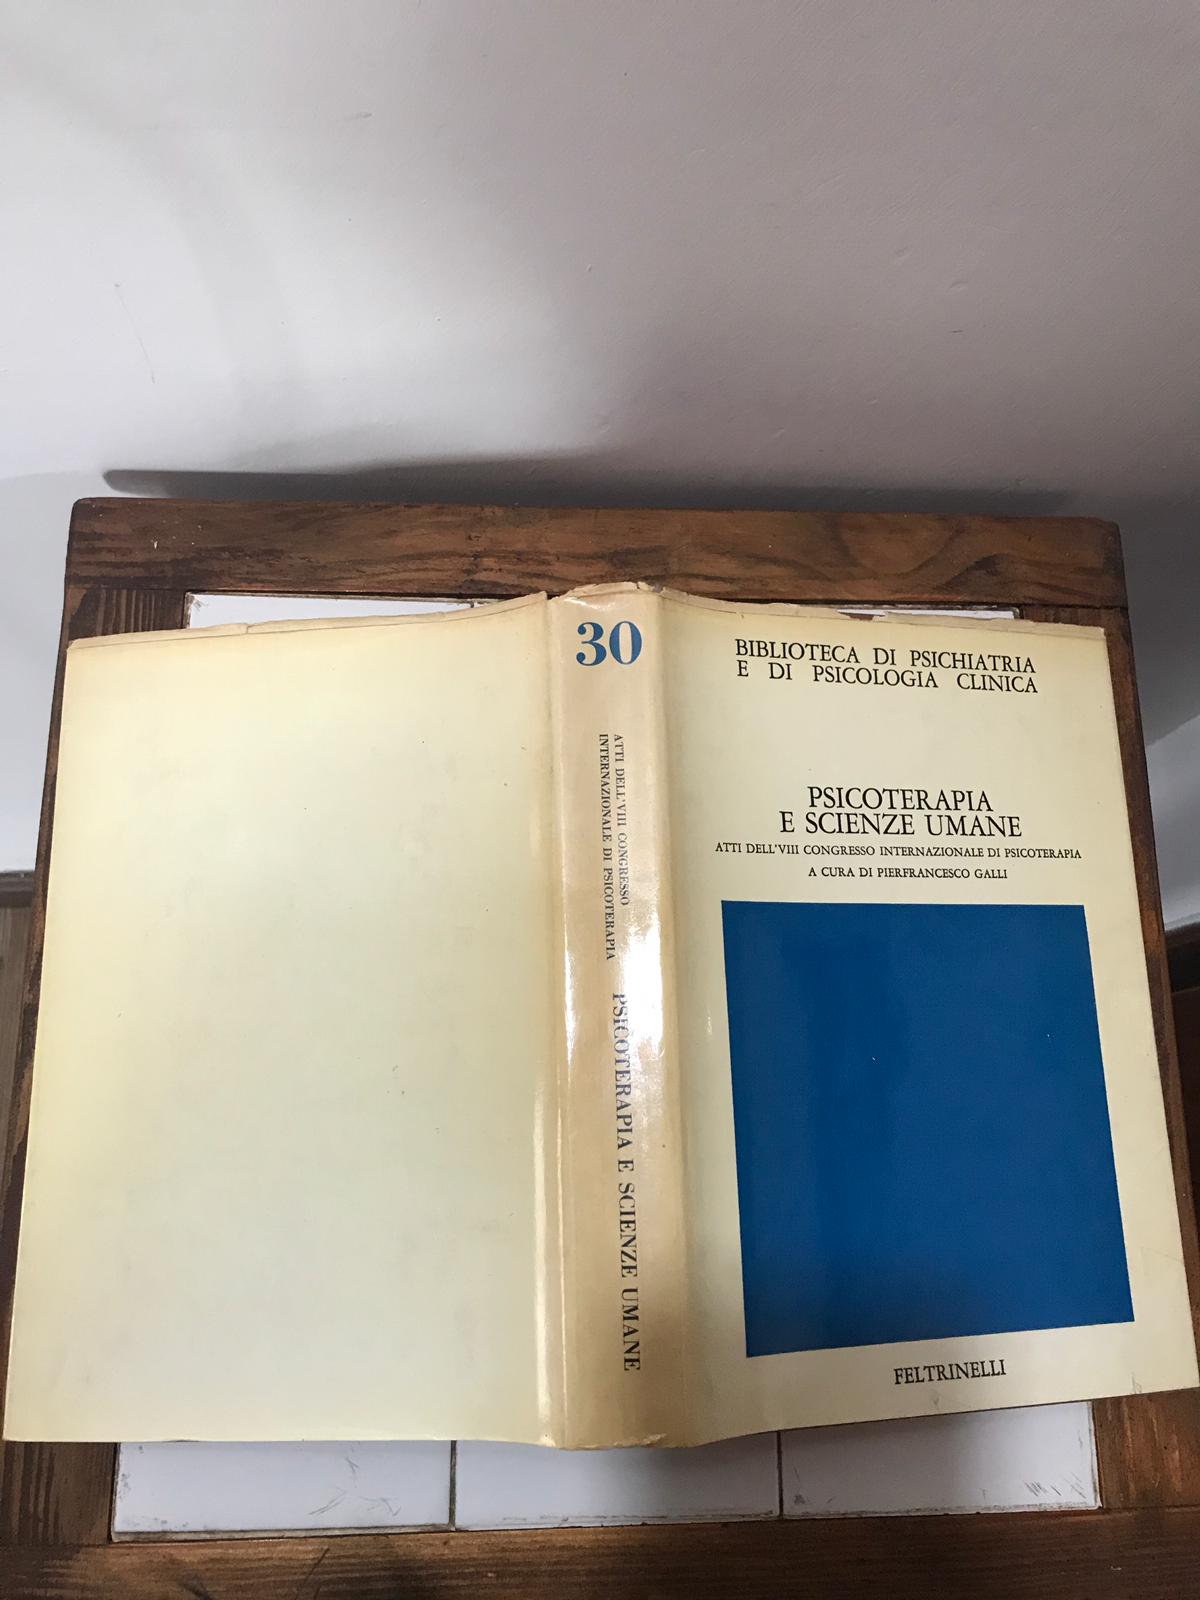 30
ATTI DELL'VIII CONGRESSO
INTERNAZIONALE DI PSICOTERAPIA
PSICOTERAPIA E SCIENZE UMANE
BIBLIOTECA DI PSICHIATRIA
E DI PSICOLOGIA CLINICA
PSICOTERAPIA
E SCIENZE UMANE
ATTI DELL'VIII CONGRESSO INTERNAZIONALE DI PSICOTERAPIA
A CURA DI PIERFRANCESCO GALLI
FELTRINELLI